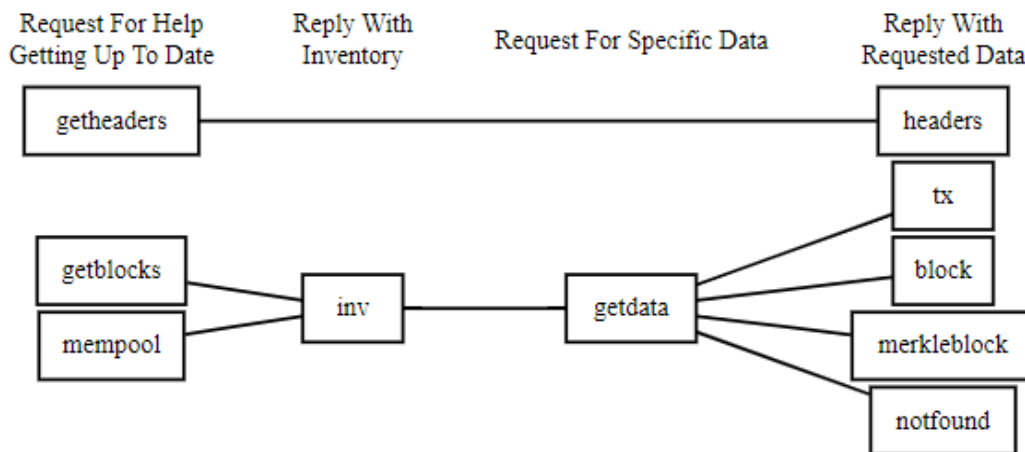 Request For Help
Getting Up To Date
Reply With
Inventory
Request For Specific Data
Reply With
Requested Data
getheaders
headers
tx
getblocks
block
inv
getdata
mempool
merkleblock
notfound